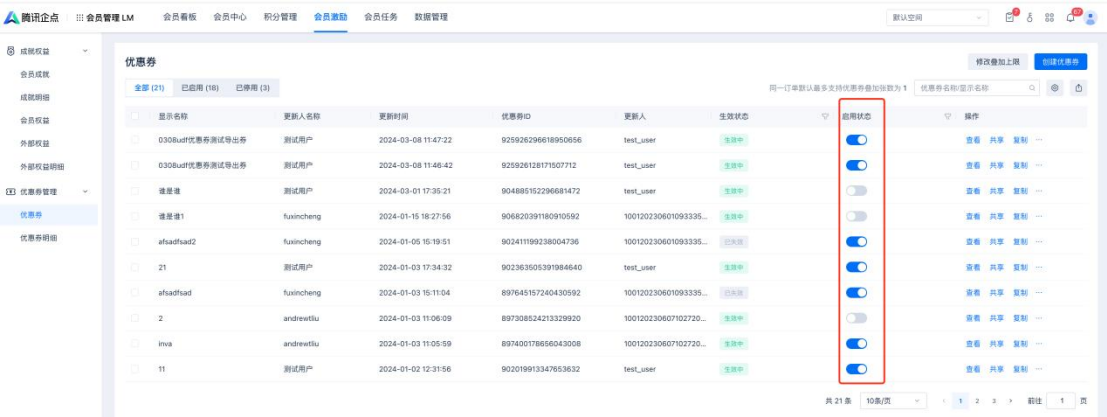 腾讯企点 会员管理 LM 会员看板 会员中心 积分管理 会员激励 会员任务 数据管理 默认空间 7 67
成就权益
会员成就
成就明细
会员权益
外部权益
外部权益明细
优惠券管理
优惠券
优惠券明细
优惠券 修改叠加上限 创建优惠券
全部 (21) 已启用 (18) 已停用 (3) 同一订单默认最多支持优惠券叠加张数为 1 优惠券名称/显示名称
显示名称 更新人名称 更新时间 优惠券ID 更新人 生效状态 启用状态 操作
0308udf优惠券测试导出券 测试用户 2024-03-08 11:47:22 925926296618950656 test_user 生效中 查看 共享 复制 ...
0308udf优惠券测试导出券 测试用户 2024-03-08 11:46:42 925926128171507712 test_user 生效中 查看 共享 复制 ...
谁是谁 测试用户 2024-03-01 17:35:21 904885152296681472 test_user 生效中 查看 共享 复制 ...
谁是谁1 fuxincheng 2024-01-15 18:27:56 906820391180910592 100120230601093335... 生效中 查看 共享 复制 ...
afsadfsad2 fuxincheng 2024-01-05 15:19:51 902411199238004736 100120230601093335... 已失效 查看 共享 复制 ...
21 测试用户 2024-01-03 17:34:32 902363505391984640 test_user 生效中 查看 共享 复制 ...
afsadfsad fuxincheng 2024-01-03 15:11:04 897645157240430592 100120230601093335... 已失效 查看 共享 复制 ...
2 andrewtliu 2024-01-03 11:06:09 897308524213329920 100120230607102720... 生效中 查看 共享 复制 ...
inva andrewtliu 2024-01-03 11:05:59 897400178656043008 100120230607102720... 生效中 查看 共享 复制 ...
11 测试用户 2024-01-02 12:31:56 902019913347653632 test_user 生效中 查看 共享 复制 ...
共 21 条 10条/页 1 2 3 前往 1 页